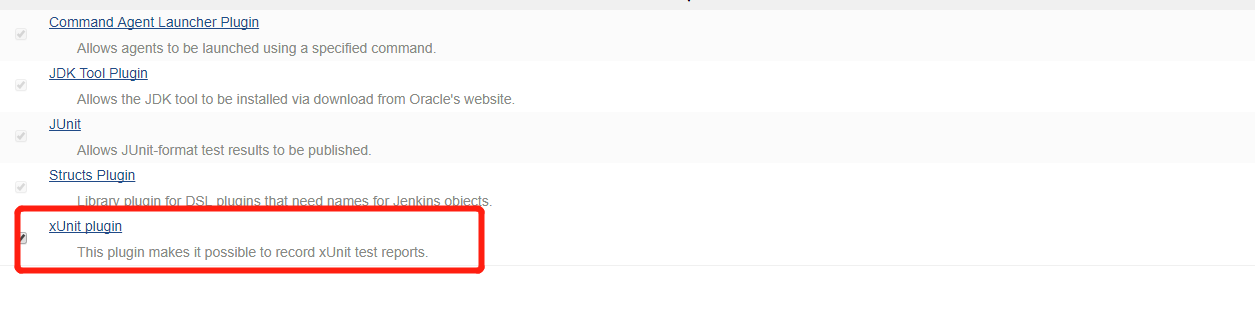 Command Agent Launcher Plugin
Allows agents to be launched using a specified command.
JDK Tool Plugin
Allows the JDK tool to be installed via download from Oracle's website.
JUnit
Allows JUnit-format test results to be published.
Structs Plugin
Library plugin for DSL plugins that need names for Jenkins objects.
xUnit plugin
This plugin makes it possible to record xUnit test reports.